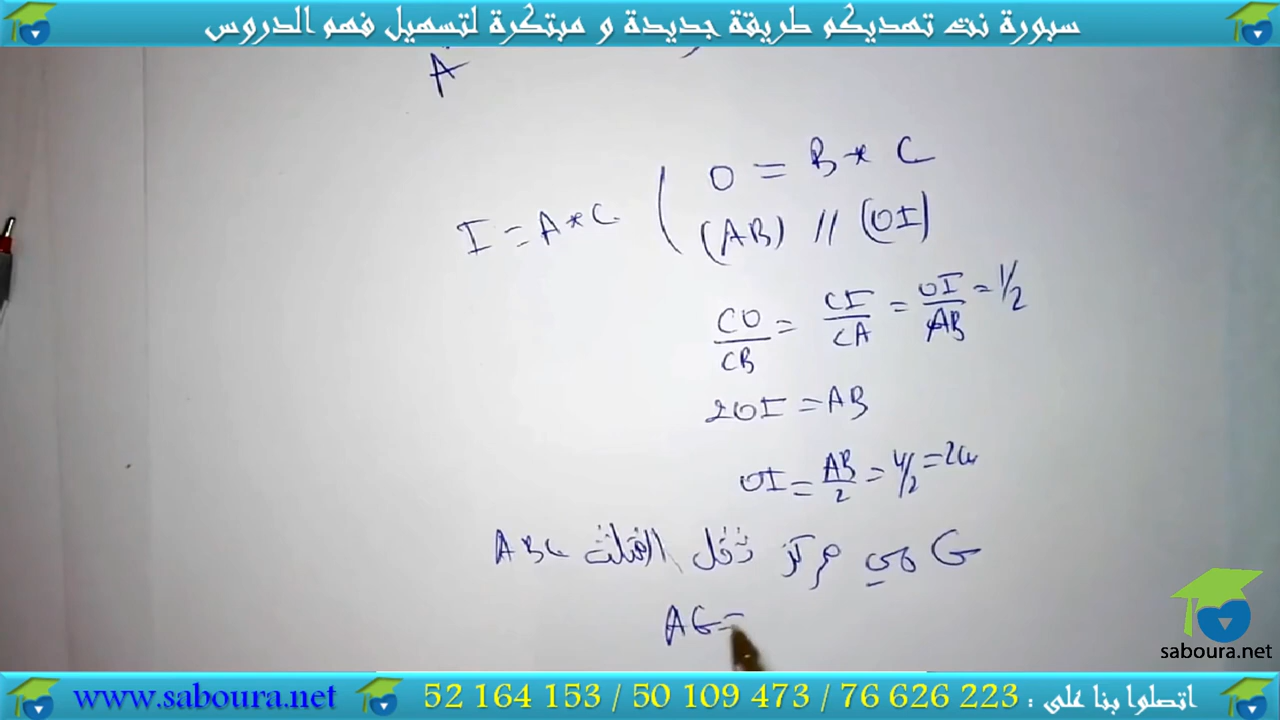 سبورة نت تهديكم طريقة جديدة و مبتكرة لتسهيل فهم الدروس
A
O = B * C
I = A * C
(AB) // (OI)
CO/CB = CI/CA = OI/AB = 1/2
2OI = AB
OI = AB/2 = 4/2 = 2cm
G هي مركز ثقل المثلث ABC
AG=
saboura.net
www.saboura.net
52 164 153 / 50 109 473 / 76 626 223 : اتصلوا بنا على